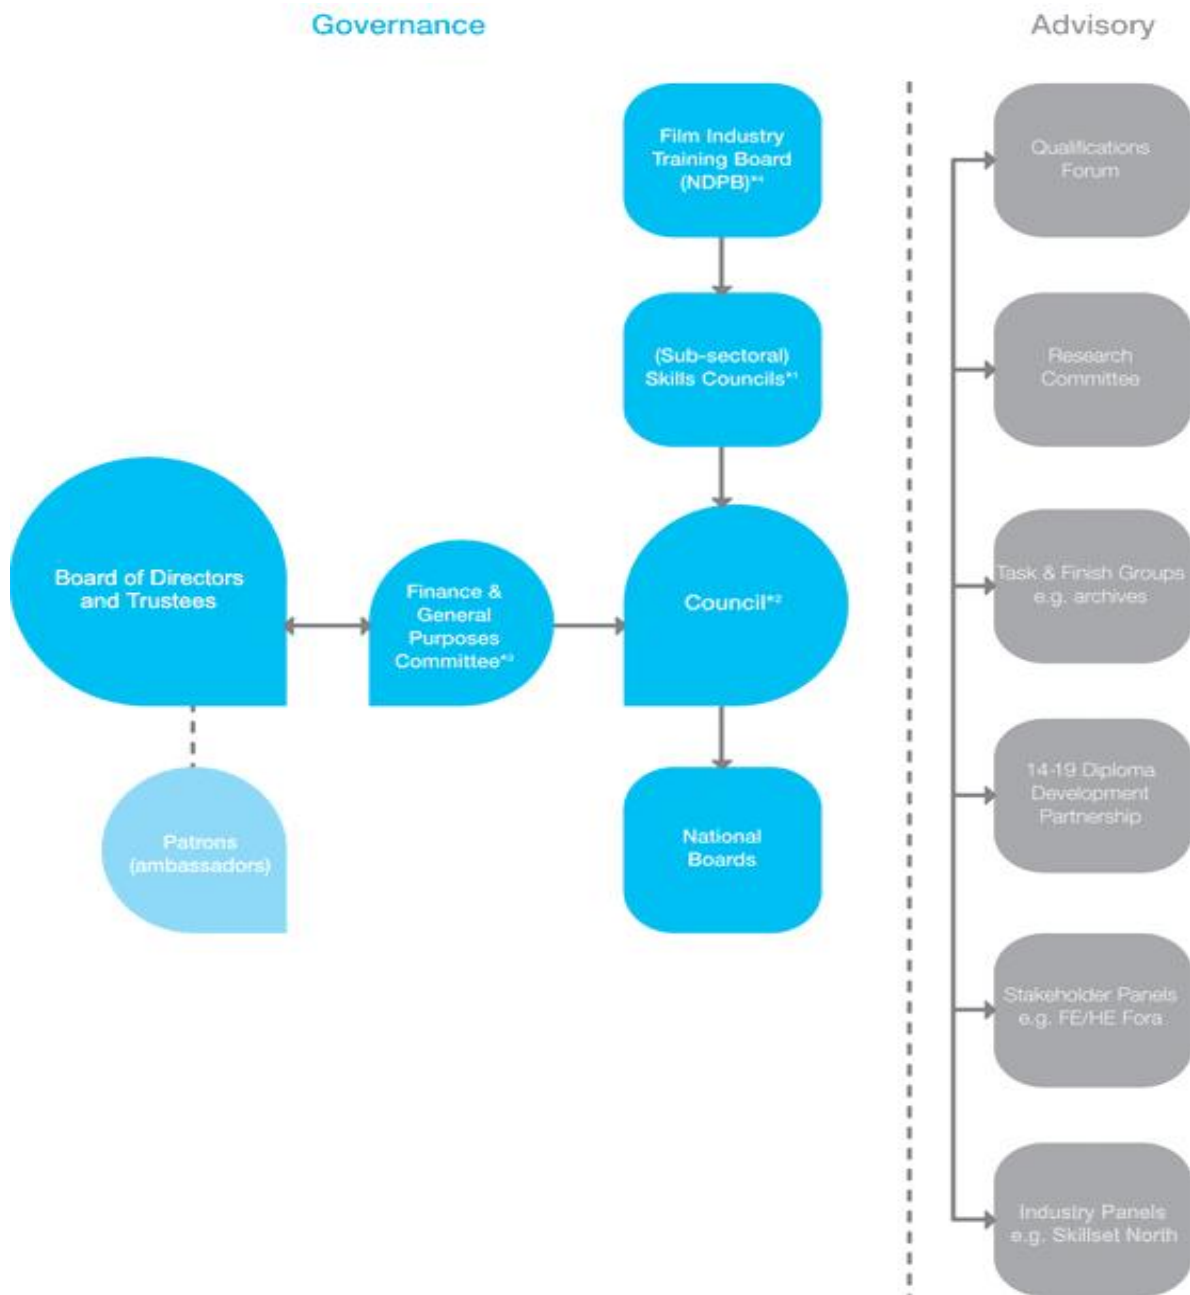 Governance
Advisory
Film Industry
Training Board
(NDPB)*⁴
(Sub-sectoral)
Skills Councils*¹
Board of Directors
and Trustees
Finance &
General
Purposes
Committee*³
Council*²
Patrons
(ambassadors)
National
Boards
Qualifications
Forum
Research
Committee
Task & Finish Groups
e.g. archives
14-19 Diploma
Development
Partnership
Stakeholder Panels
e.g. FE/HE Fora
Industry Panels
e.g. Skillset North